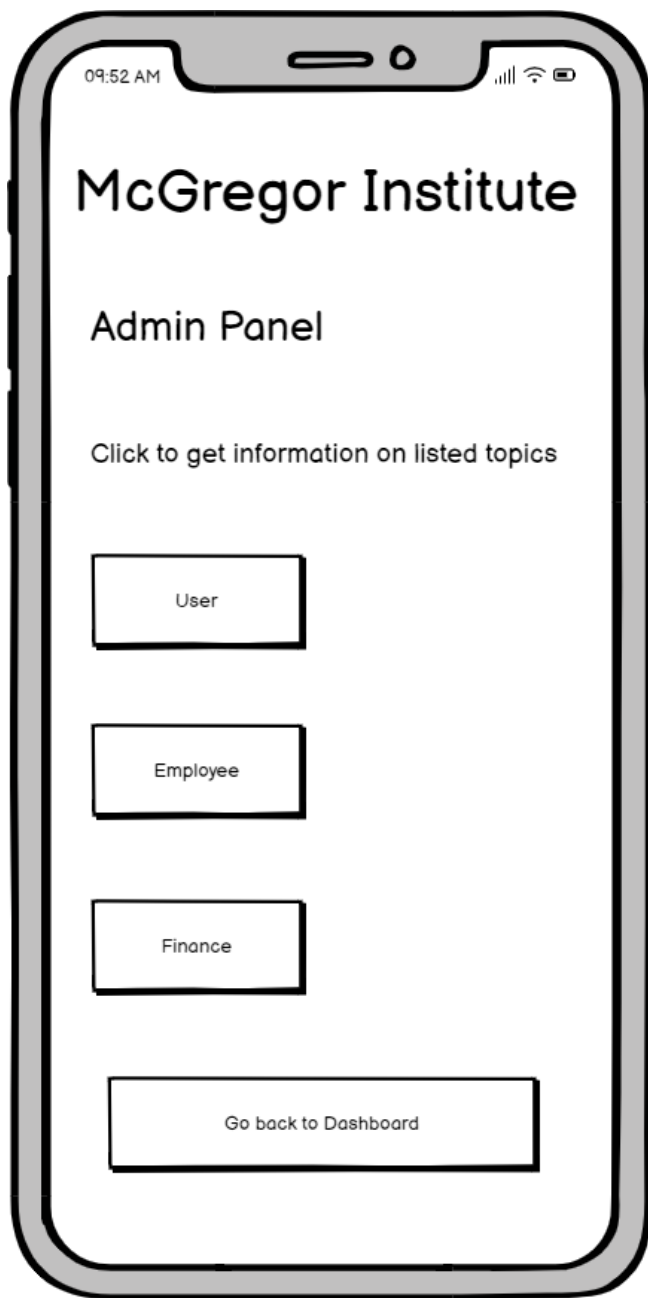 09:52 AM
McGregor Institute
Admin Panel
Click to get information on listed topics
User
Employee
Finance
Go back to Dashboard